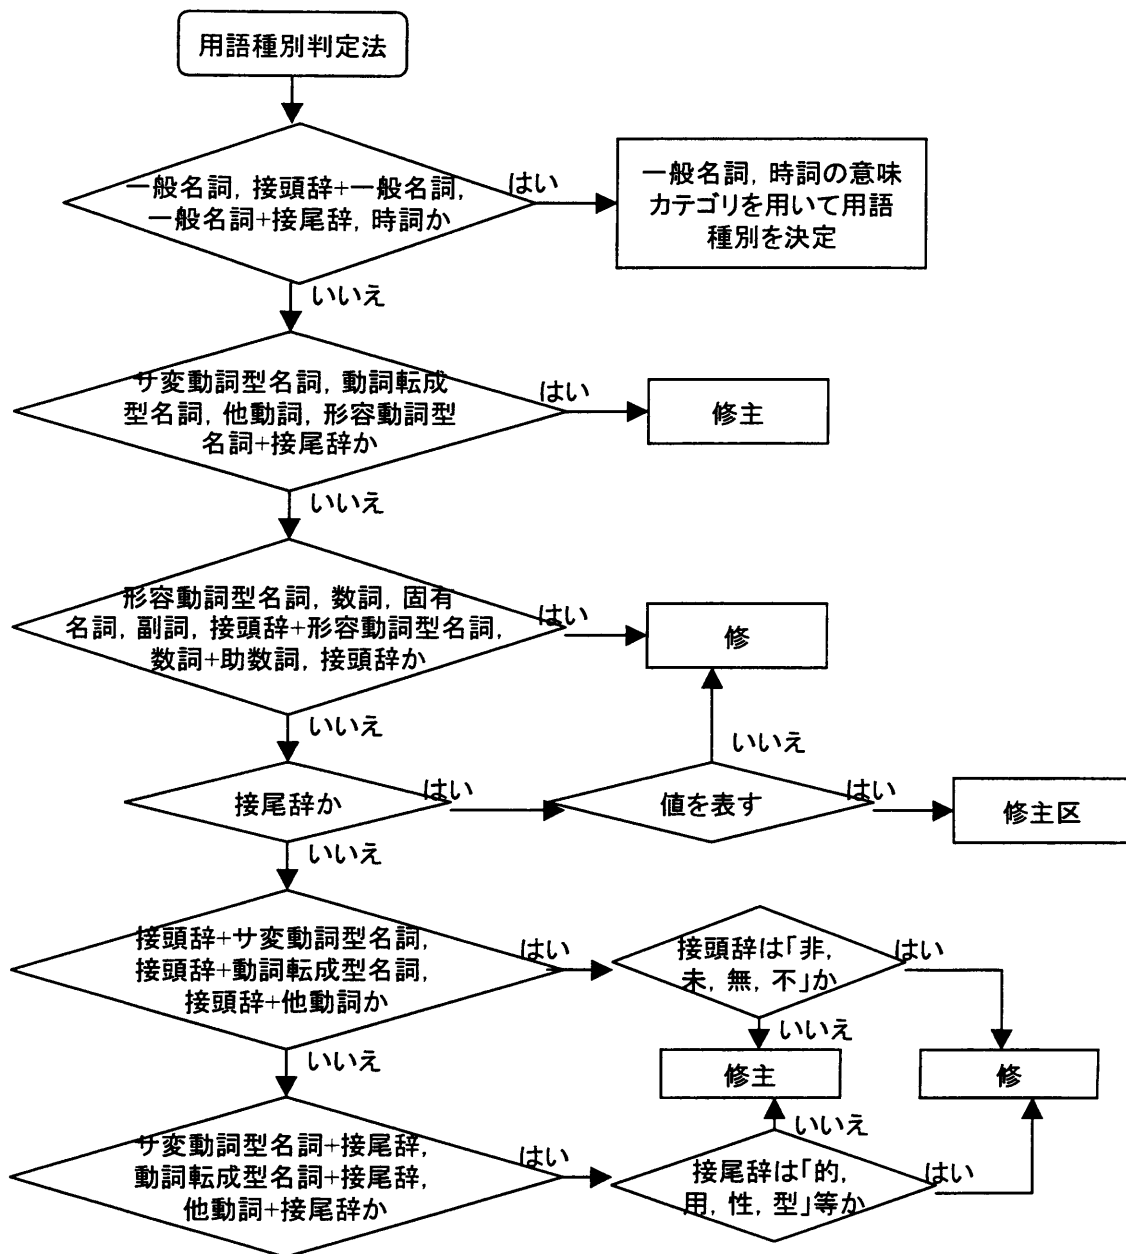 用語種別判定法
一般名詞, 接頭辞+一般名詞,
一般名詞+接尾辞, 時詞か
はい
一般名詞, 時詞の意味
カテゴリを用いて用語
種別を決定
いいえ
サ変動詞型名詞, 動詞転成
型名詞, 他動詞, 形容動詞型
名詞+接尾辞か
はい
修主
いいえ
形容動詞型名詞, 数詞, 固有
名詞, 副詞, 接頭辞+形容動詞型名詞,
数詞+助数詞, 接頭辞か
はい
修
いいえ
いいえ
接尾辞か
はい
値を表す
はい
修主区
いいえ
接頭辞+サ変動詞型名詞,
接頭辞+動詞転成型名詞,
接頭辞+他動詞か
はい
接頭辞は「非,
未, 無, 不」か
はい
いいえ
いいえ
修主
修
サ変動詞型名詞+接尾辞,
動詞転成型名詞+接尾辞,
他動詞+接尾辞か
はい
いいえ
接尾辞は「的,
用, 性, 型」等か
はい